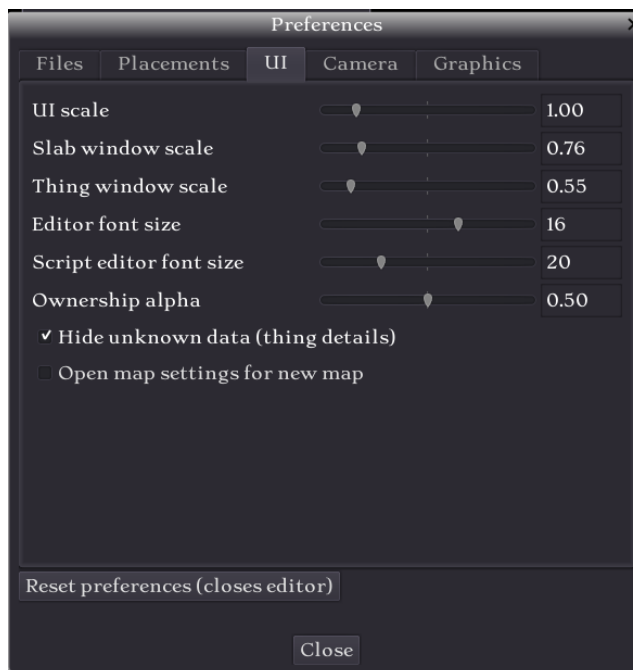 Preferences
Files Placements UI Camera Graphics
UI scale 1.00
Slab window scale 0.76
Thing window scale 0.55
Editor font size 16
Script editor font size 20
Ownership alpha 0.50
Hide unknown data (thing details)
Open map settings for new map
Reset preferences (closes editor)
Close